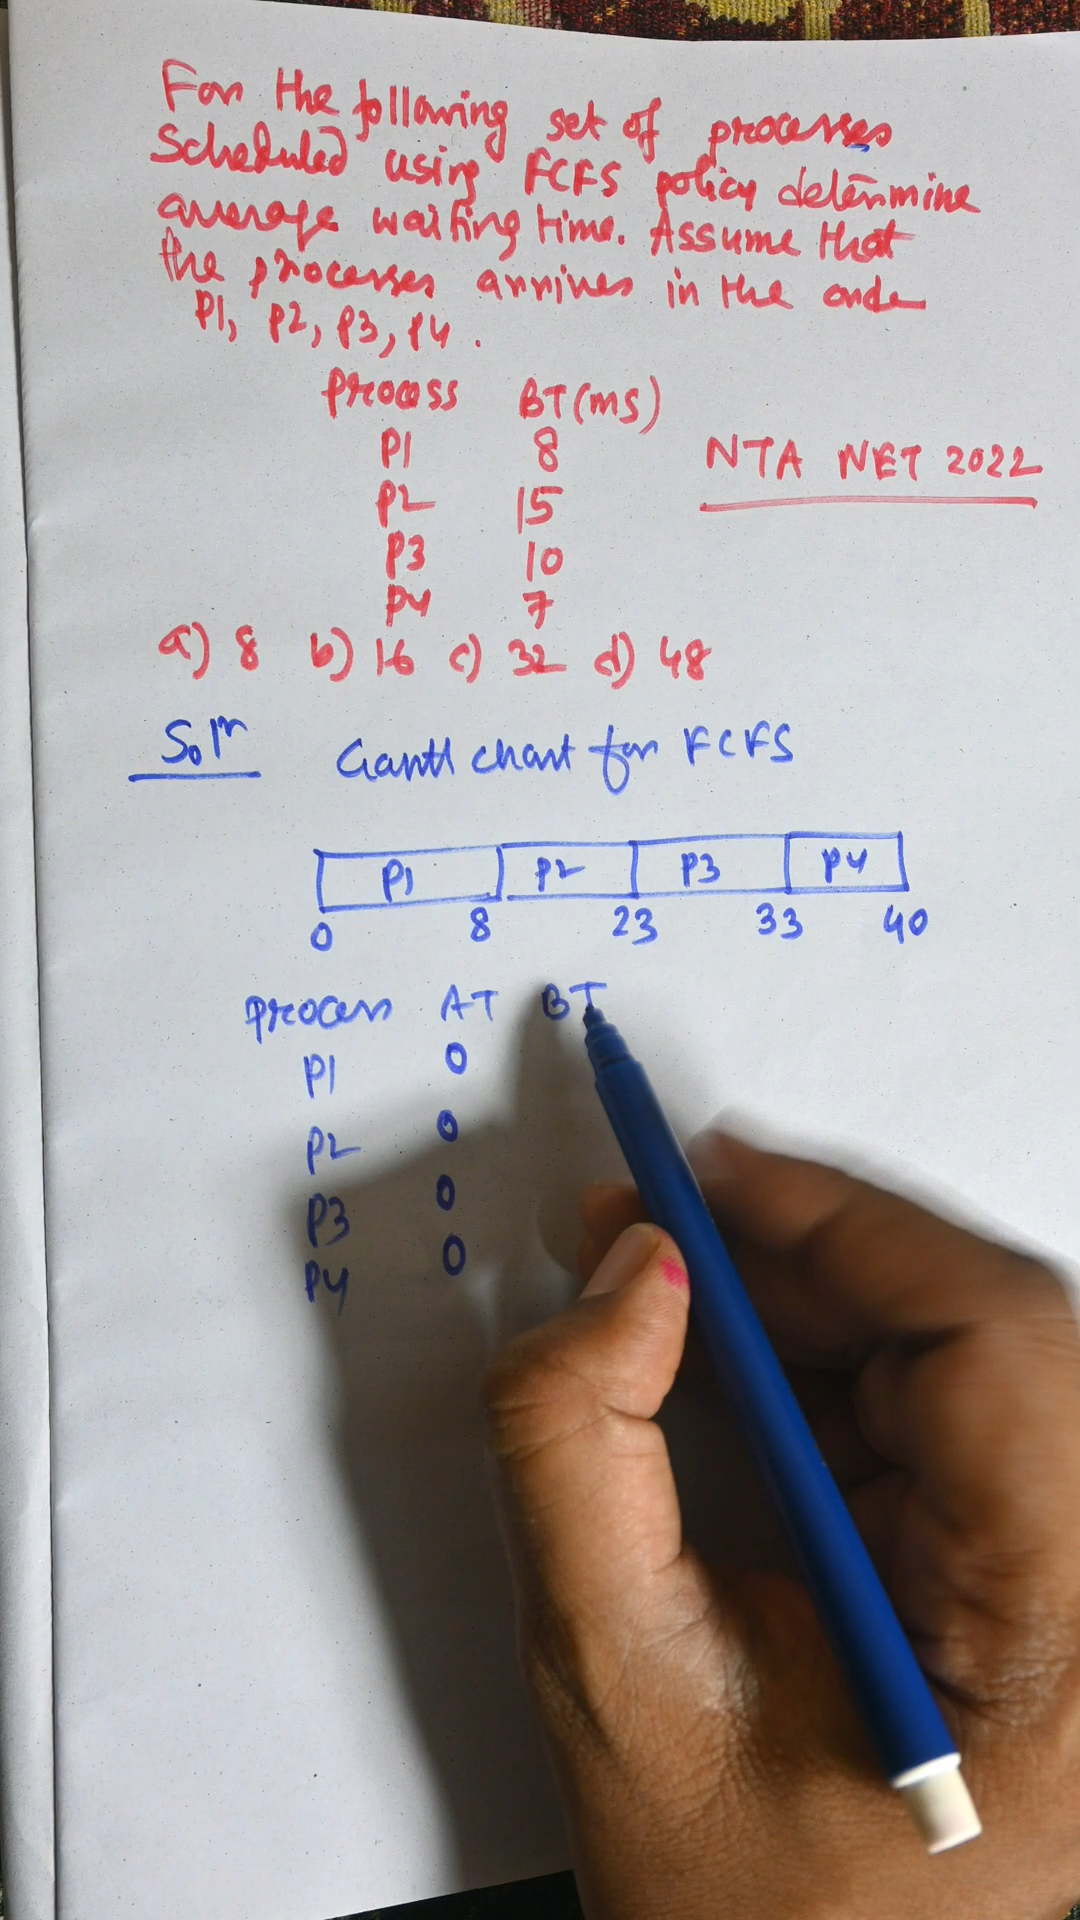 For the following set of processes
Scheduled using FCFS policy determine
average waiting time. Assume that
the processes arrives in the order
P1, P2, P3, P4.
Process BT(ms)
P1 8
P2 15
P3 10
P4 7
NTA NET 2022
a) 8 b) 16 c) 32 d) 48
Soln Gantt chart for FCFS
P1 P2 P3 P4
0 8 23 33 40
Process AT BT
P1 0
P2 0
P3 0
P4 0